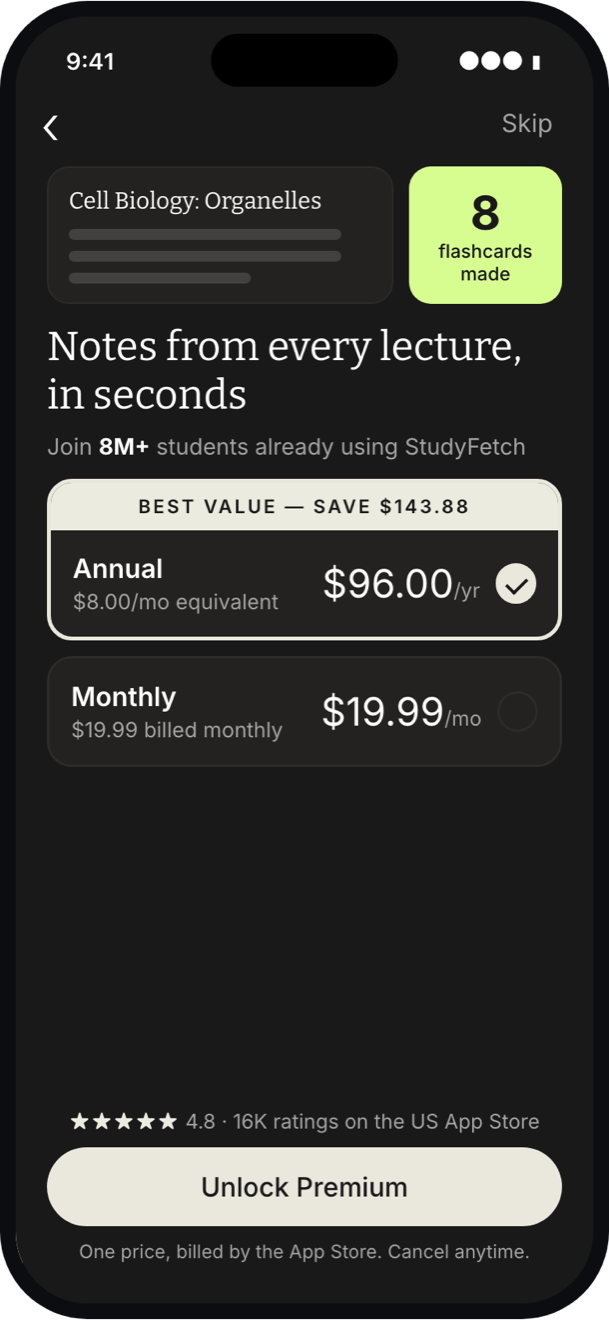 9:41
Skip
Cell Biology: Organelles
8
flashcards
made
Notes from every lecture,
in seconds
Join 8M+ students already using StudyFetch
BEST VALUE — SAVE $143.88
Annual
$96.00/yr
$8.00/mo equivalent
Monthly
$19.99/mo
$19.99 billed monthly
★★★★★ 4.8 · 16K ratings on the US App Store
Unlock Premium
One price, billed by the App Store. Cancel anytime.